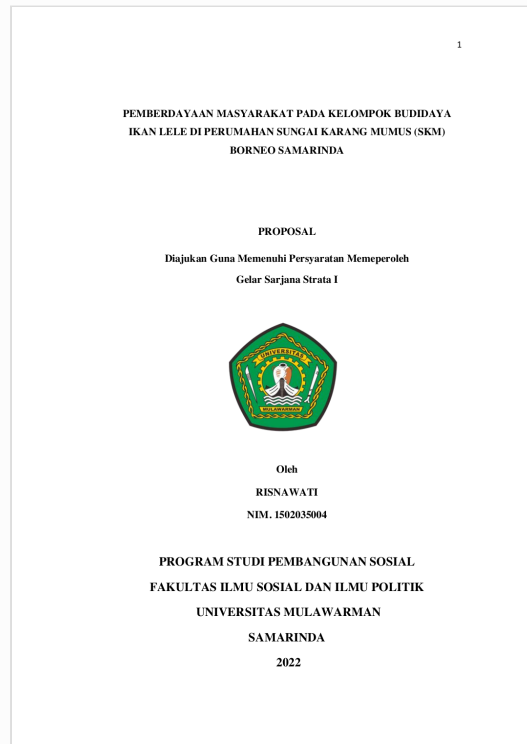 1
PEMBERDAYAAN MASYARAKAT PADA KELOMPOK BUDIDAYA
IKAN LELE DI PERUMAHAN SUNGAI KARANG MUMUS (SKM)
BORNEO SAMARINDA
PROPOSAL
Diajukan Guna Memenuhi Persyaratan Memeperoleh
Gelar Sarjana Strata I
UNIVERSITAS
MULAWARMAN
Oleh
RISNAWATI
NIM. 1502035004
PROGRAM STUDI PEMBANGUNAN SOSIAL
FAKULTAS ILMU SOSIAL DAN ILMU POLITIK
UNIVERSITAS MULAWARMAN
SAMARINDA
2022